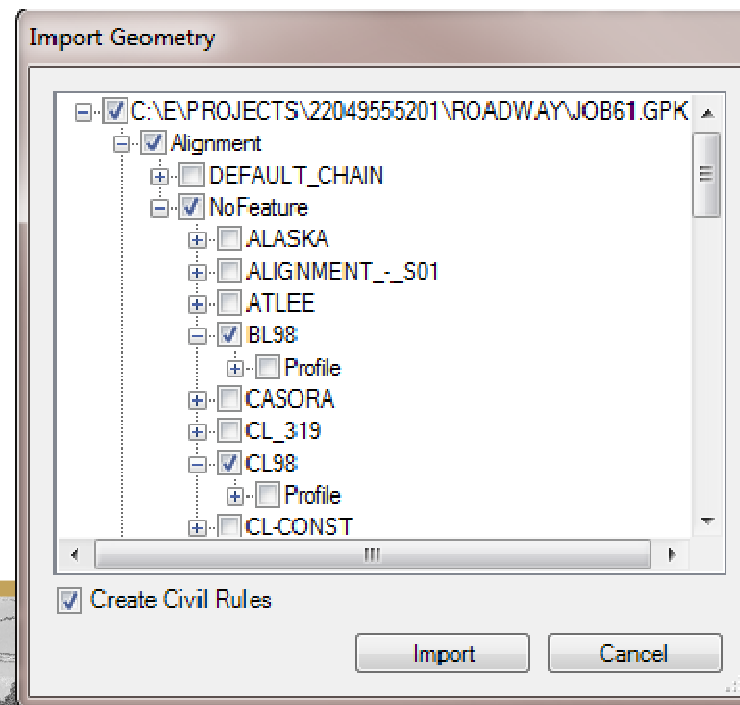 Import Geometry
C:\E\PROJECTS\22049555201\ROADWAY\JOB61.GPK
Alignment
DEFAULT_CHAIN
NoFeature
ALASKA
ALIGNMENT_-_S01
ATLEE
BL98
Profile
CASORA
CL_319
CL98
Profile
CL-CONST
Create Civil Rules
Import Cancel